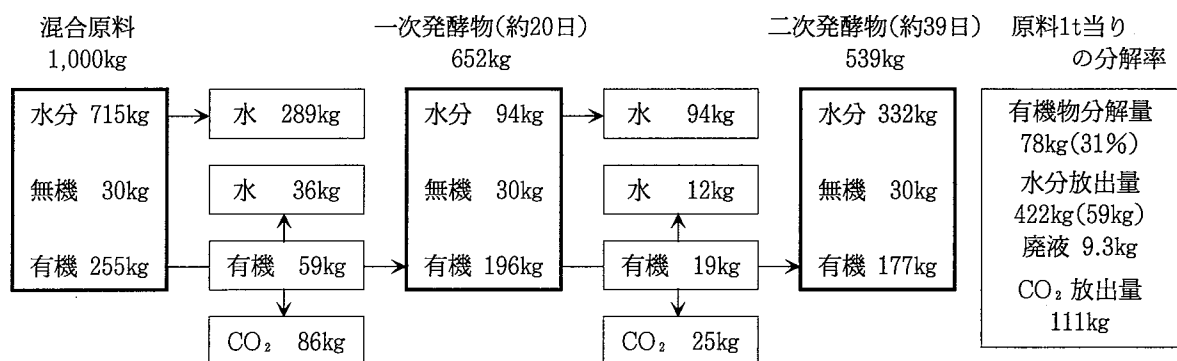 混合原料
1,000kg
一次発酵物(約20日)
652kg
二次発酵物(約39日)
539kg
原料1t当り
の分解率
水分 715kg
水 289kg
水分 94kg
水 94kg
水分 332kg
無機 30kg
水 36kg
無機 30kg
水 12kg
無機 30kg
有機 255kg
有機 59kg
有機 196kg
有機 19kg
有機 177kg
CO₂ 86kg
CO₂ 25kg
有機物分解量
78kg(31%)
水分放出量
422kg(59kg)
廃液 9.3kg
CO₂ 放出量
111kg